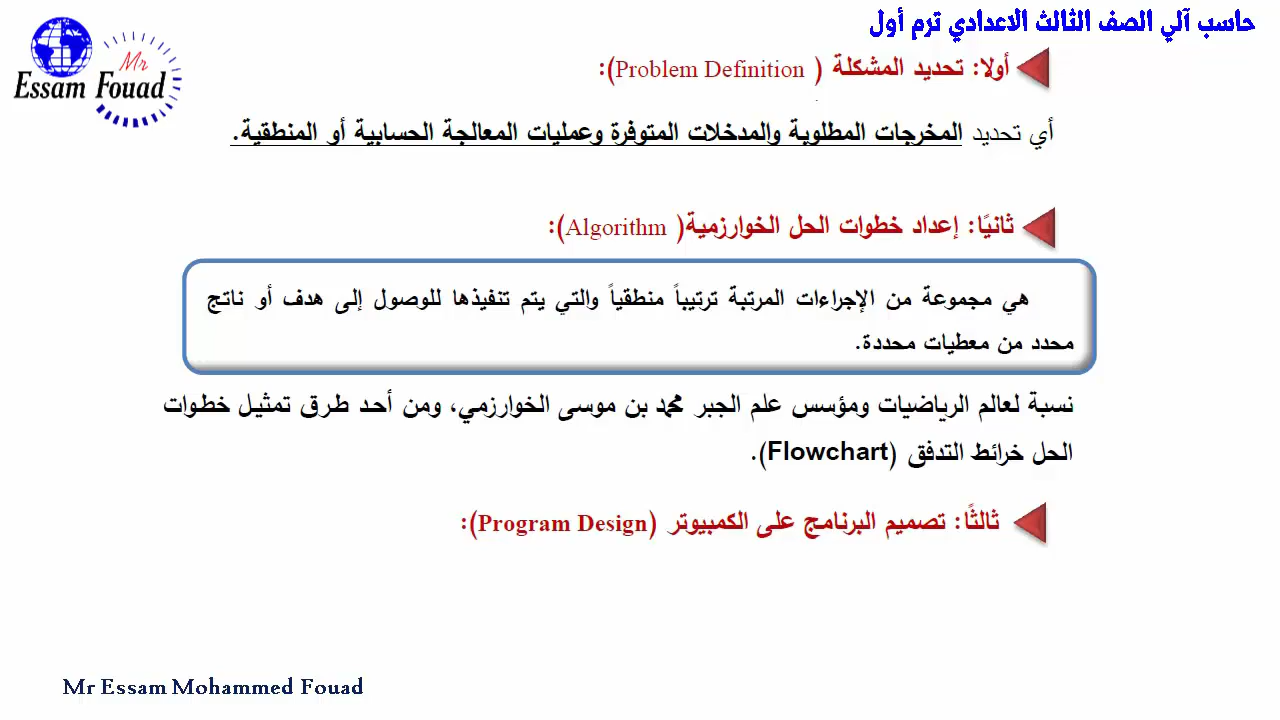 حاسب آلي الصف الثالث الاعدادي ترم أول
Mr
Essam Fouad
أولا: تحديد المشكلة ( Problem Definition):
أي تحديد المخرجات المطلوبة والمدخلات المتوفرة وعمليات المعالجة الحسابية أو المنطقية.
ثانيًا: إعداد خطوات الحل الخوارزمية( Algorithm):
هي مجموعة من الإجراءات المرتبة ترتيباً منطقياً والتي يتم تنفيذها للوصول إلى هدف أو ناتج
محدد من معطيات محددة.
نسبة لعالم الرياضيات ومؤسس علم الجبر محمد بن موسى الخوارزمي، ومن أحد طرق تمثيل خطوات
الحل خرائط التدفق (Flowchart).
ثالثًا: تصميم البرنامج على الكمبيوتر (Program Design):
Mr Essam Mohammed Fouad